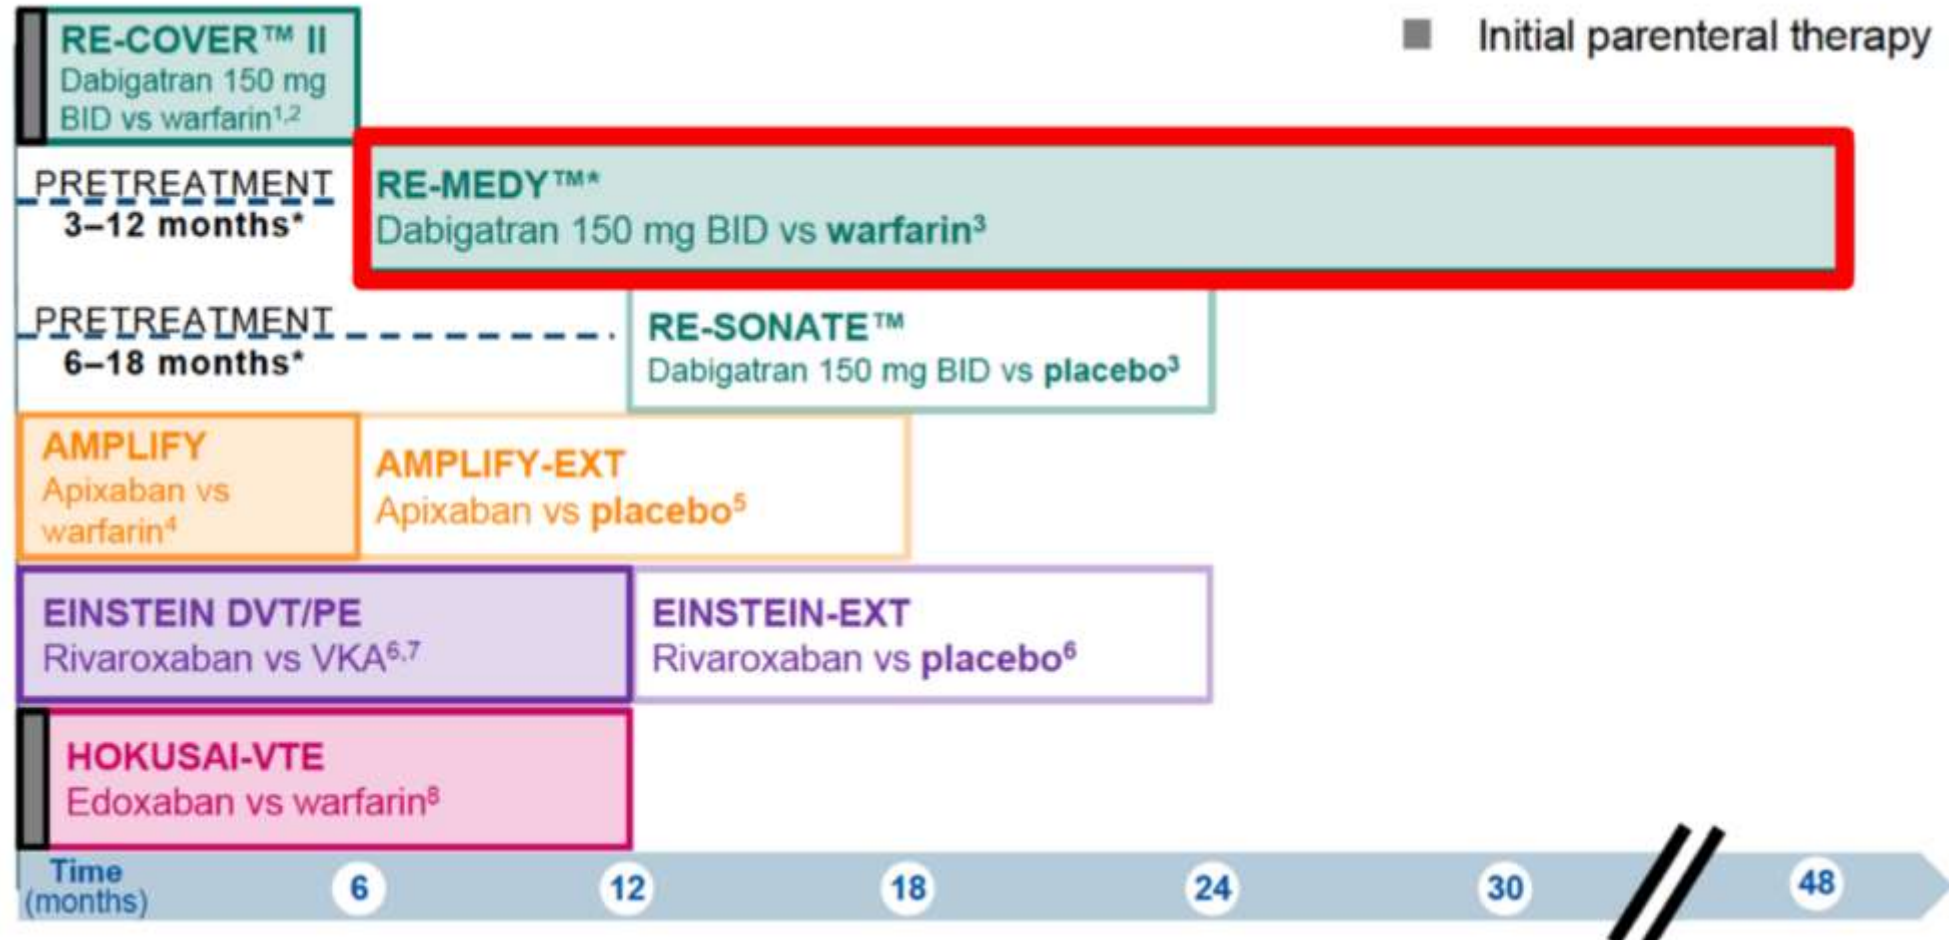 RE-COVER™ II
Dabigatran 150 mg
BID vs warfarin¹,²
Initial parenteral therapy
PRETREATMENT
3–12 months*
RE-MEDY™*
Dabigatran 150 mg BID vs warfarin³
PRETREATMENT
6–18 months*
RE-SONATE™
Dabigatran 150 mg BID vs placebo³
AMPLIFY
Apixaban vs
warfarin⁴
AMPLIFY-EXT
Apixaban vs placebo⁵
EINSTEIN DVT/PE
Rivaroxaban vs VKA⁶,⁷
EINSTEIN-EXT
Rivaroxaban vs placebo⁶
HOKUSAI-VTE
Edoxaban vs warfarin⁸
Time
(months)
6 12 18 24 30 48